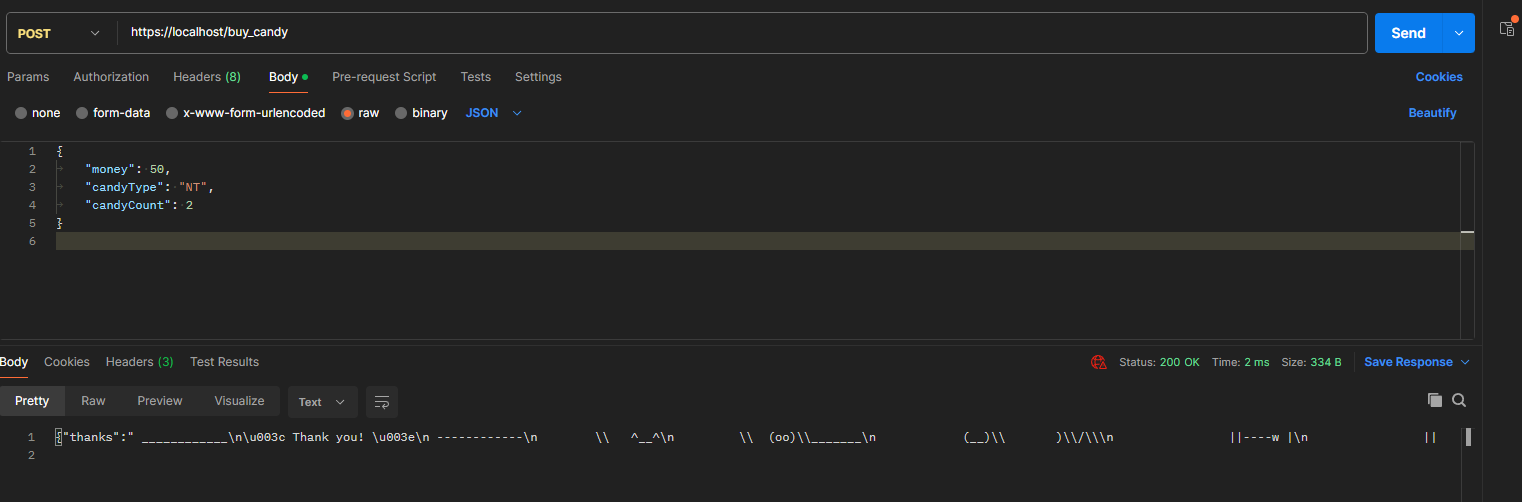 POST https://localhost/buy_candy Send
Params Authorization Headers (8) Body Pre-request Script Tests Settings Cookies
none form-data x-www-form-urlencoded raw binary JSON Beautify
1 {
2 "money": 50,
3 "candyType": "NT",
4 "candyCount": 2
5 }
6
Body Cookies Headers (3) Test Results Status: 200 OK Time: 2 ms Size: 334 B Save Response
Pretty Raw Preview Visualize Text
1 {"thanks":" ____________\n\u003c Thank you! \u003e\n ------------\n        \\   ^__^\n         \\  (oo)\\_______\n            (__)\\       )\\/\\\n                ||----w |\n                ||
2